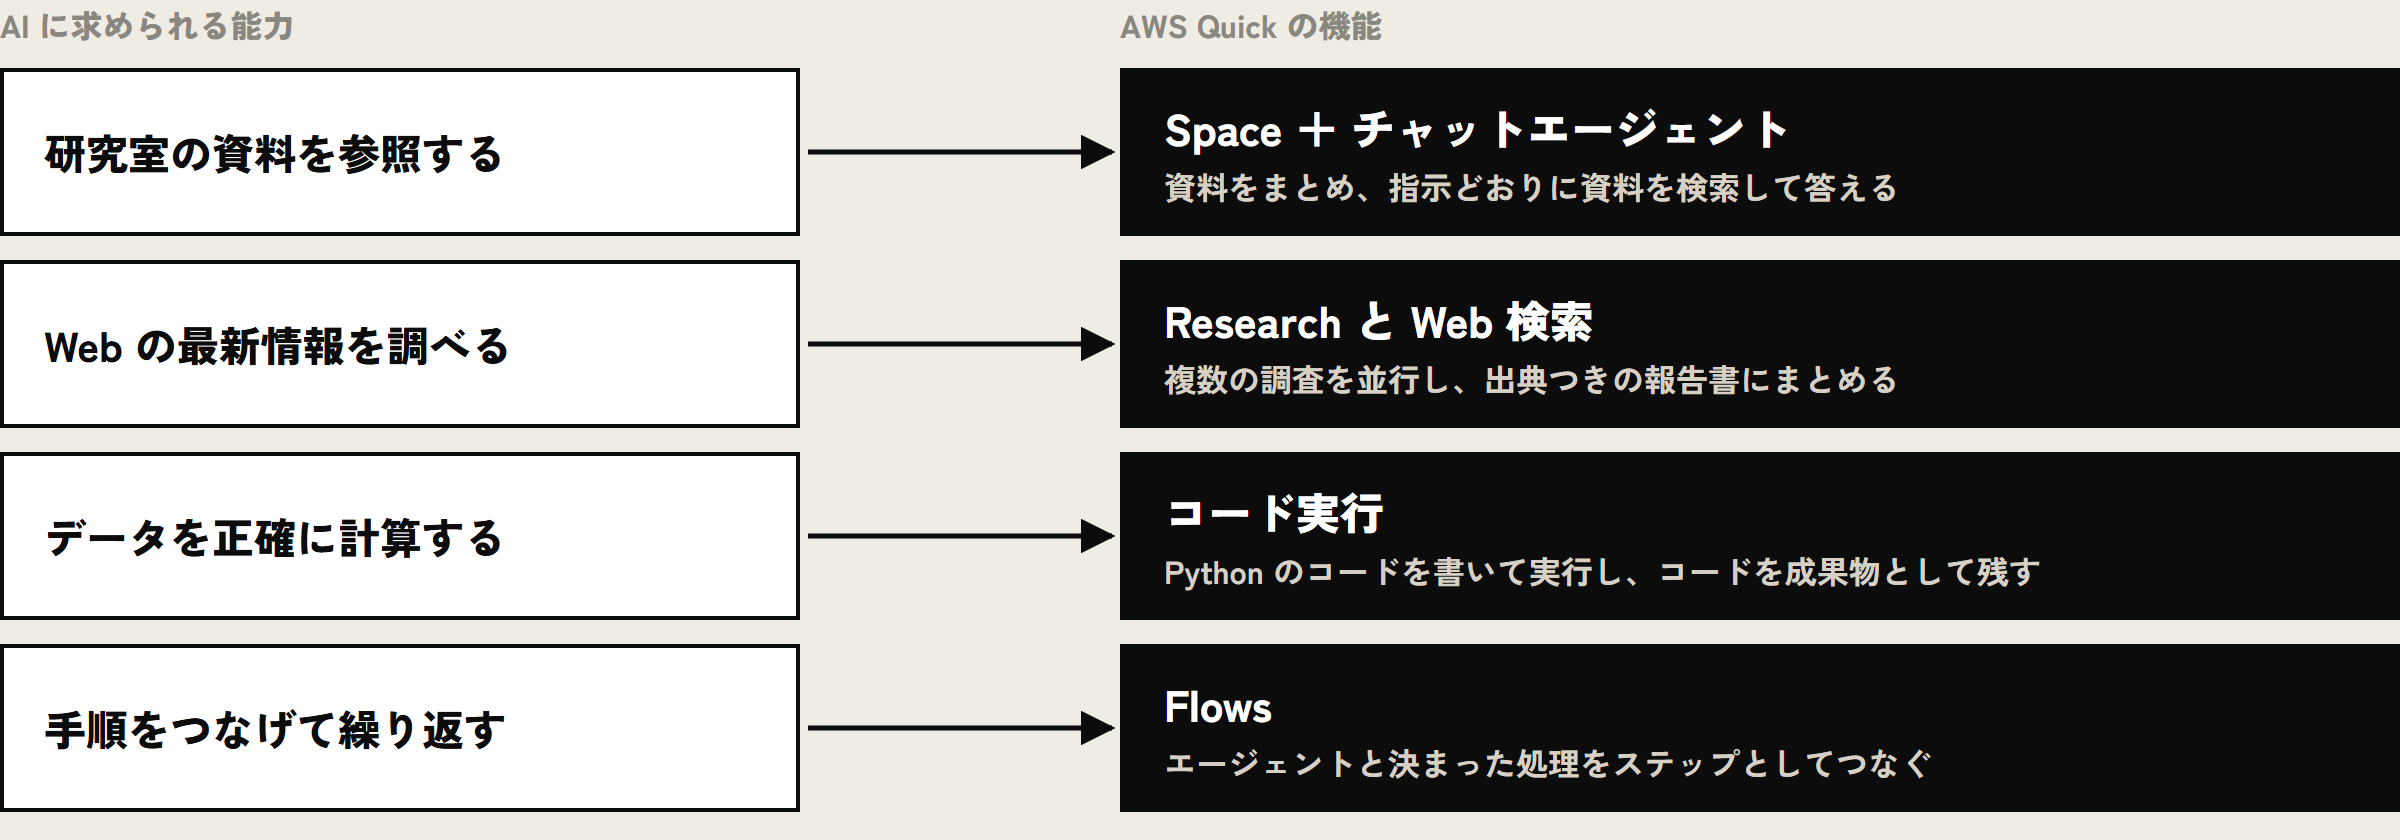 AI に求められる能力
AWS Quick の機能
研究室の資料を参照する
Space ＋ チャットエージェント
資料をまとめ、指示どおりに資料を検索して答える
Web の最新情報を調べる
Research と Web 検索
複数の調査を並行し、出典つきの報告書にまとめる
データを正確に計算する
コード実行
Python のコードを書いて実行し、コードを成果物として残す
手順をつなげて繰り返す
Flows
エージェントと決まった処理をステップとしてつなぐ